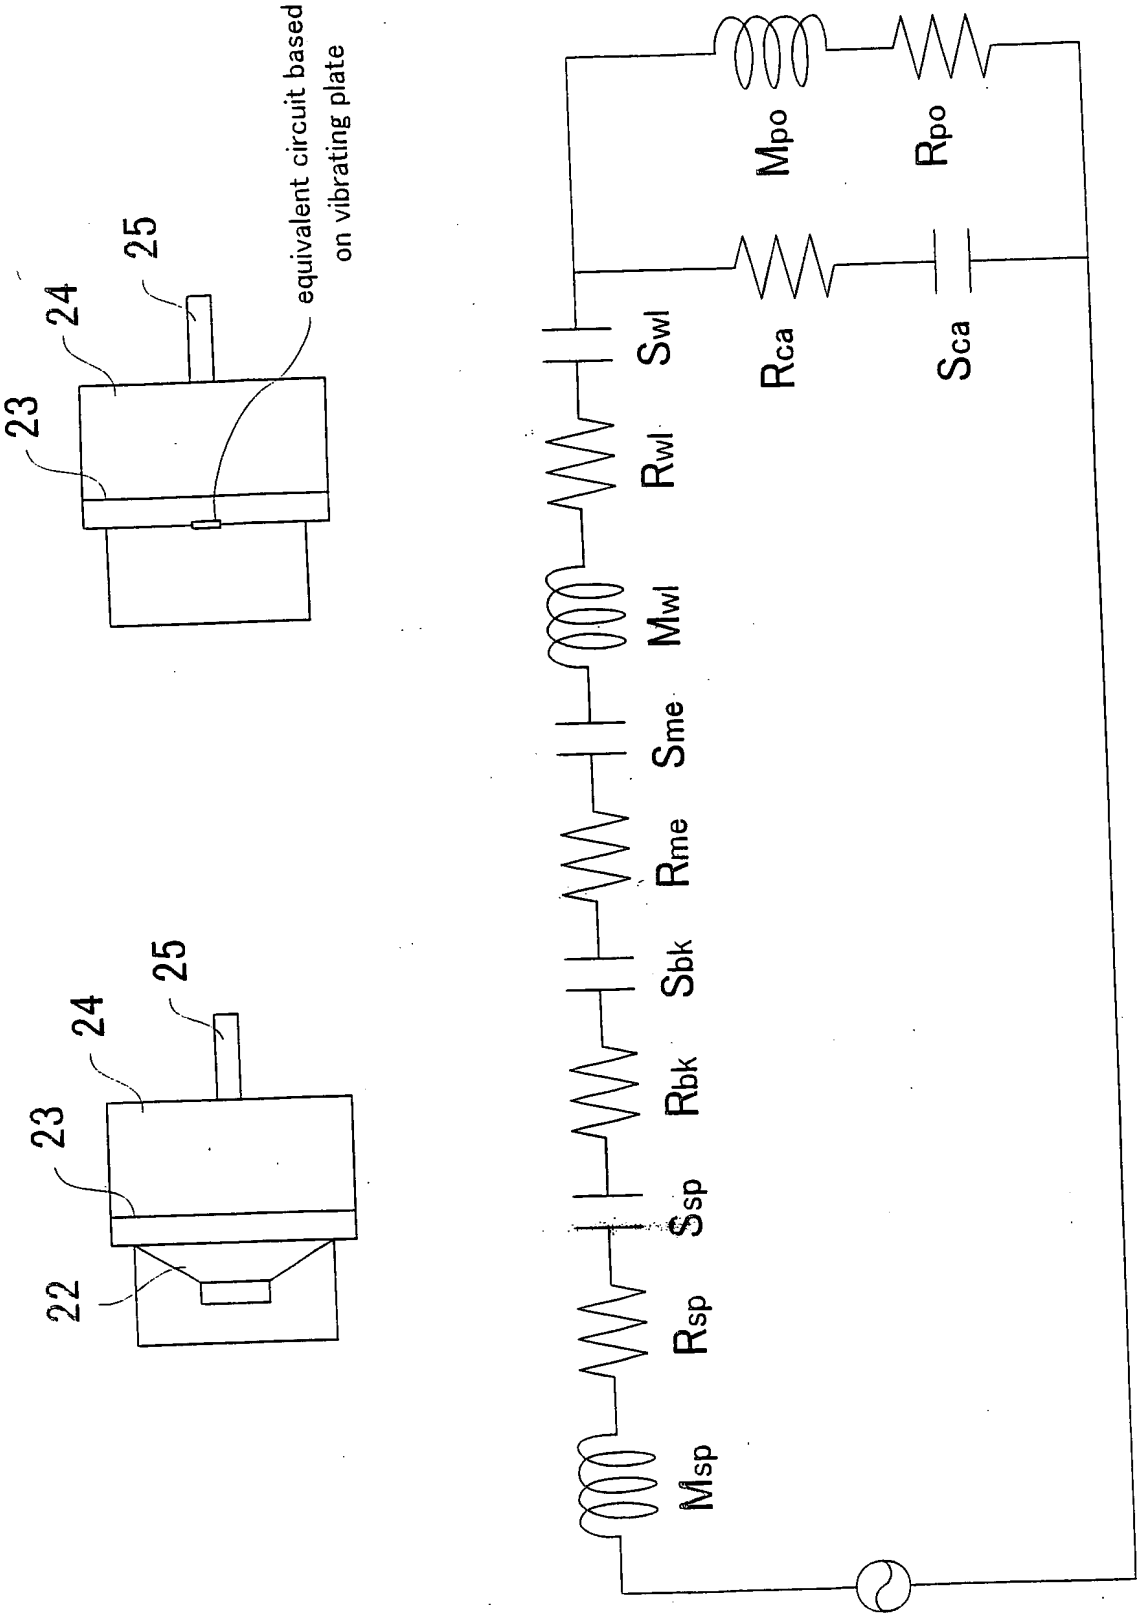 22
23
24
25
23
24
25
equivalent circuit based
on vibrating plate
Msp
Rsp
Ssp
Rbk
Sbk
Rme
Sme
Mwl
Rwl
Swl
Rca
Sca
Mpo
Rpo